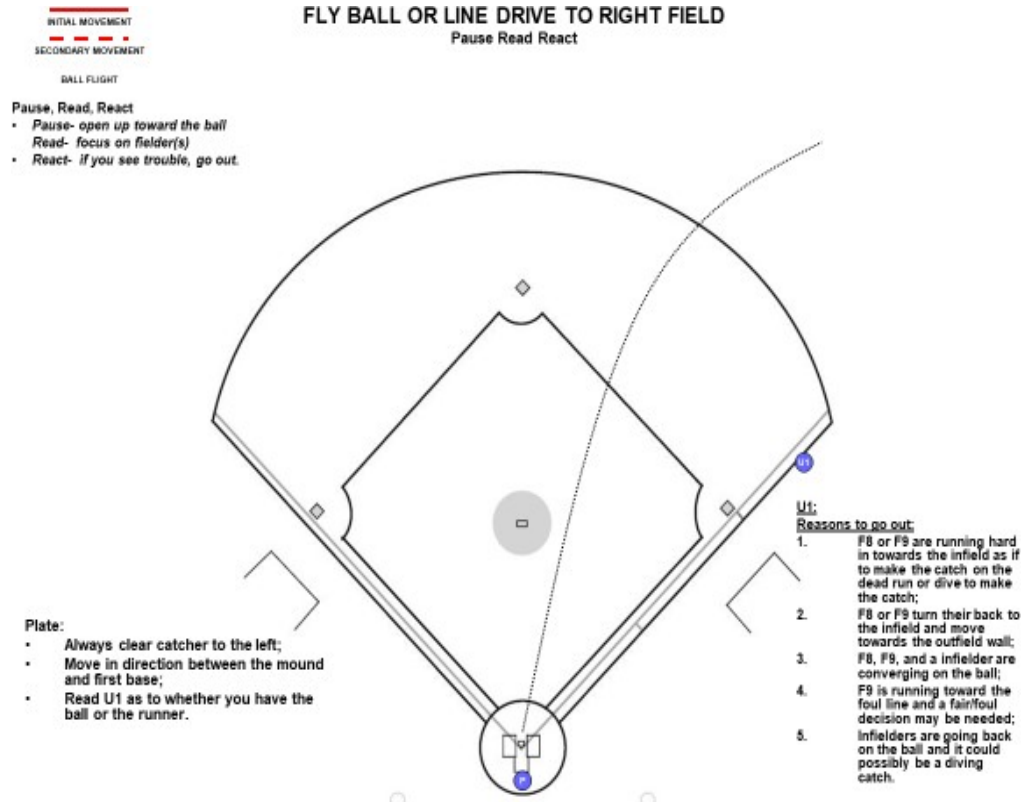 FLY BALL OR LINE DRIVE TO RIGHT FIELD
Pause Read React
INITIAL MOVEMENT
SECONDARY MOVEMENT
BALL FLIGHT
Pause, Read, React
• Pause- open up toward the ball
Read- focus on fielder(s)
• React- if you see trouble, go out.
U1
U1:
Reasons to go out:
1. F8 or F9 are running hard
in towards the infield as if
to make the catch on the
dead run or dive to make
the catch;
2. F8 or F9 turn their back to
the infield and move
towards the outfield wall;
3. F8, F9, and a infielder are
converging on the ball;
4. F9 is running toward the
foul line and a fair/foul
decision may be needed;
5. Infielders are going back
on the ball and it could
possibly be a diving
catch.
Plate:
• Always clear catcher to the left;
• Move in direction between the mound
and first base;
• Read U1 as to whether you have the
ball or the runner.
P